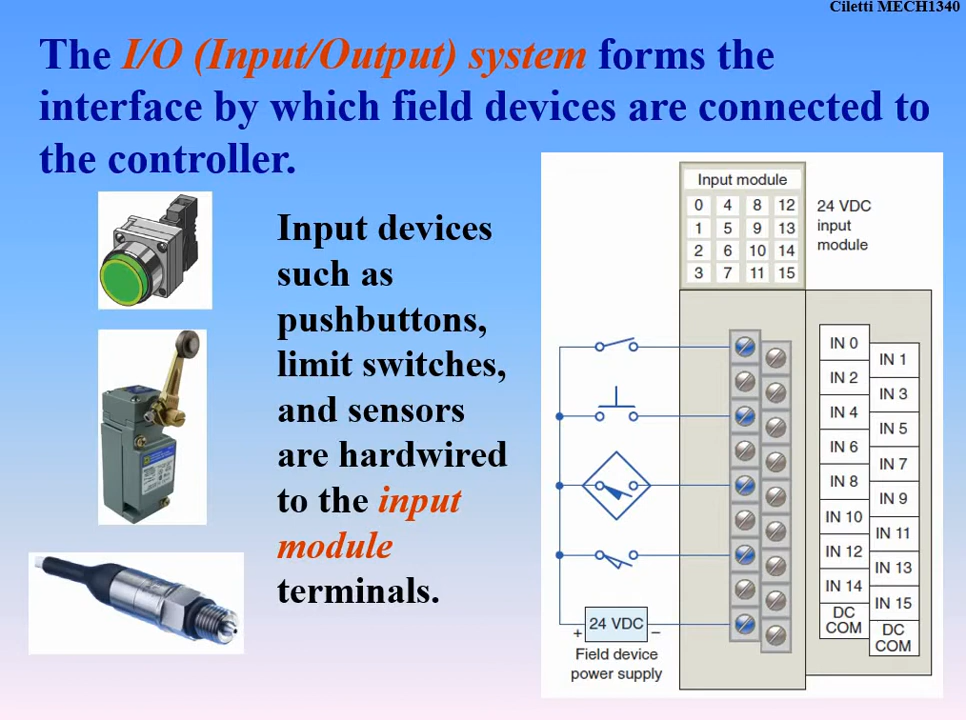 Ciletti MECH1340
The I/O (Input/Output) system forms the
interface by which field devices are connected to
the controller.
Input devices
such as
pushbuttons,
limit switches,
and sensors
are hardwired
to the input
module
terminals.
Input module
0 4 8 12
1 5 9 13
2 6 10 14
3 7 11 15
24 VDC
input
module
IN 0
IN 1
IN 2
IN 3
IN 4
IN 5
IN 6
IN 7
IN 8
IN 9
IN 10
IN 11
IN 12
IN 13
IN 14
IN 15
DC
COM
DC
COM
+ 24 VDC −
Field device
power supply